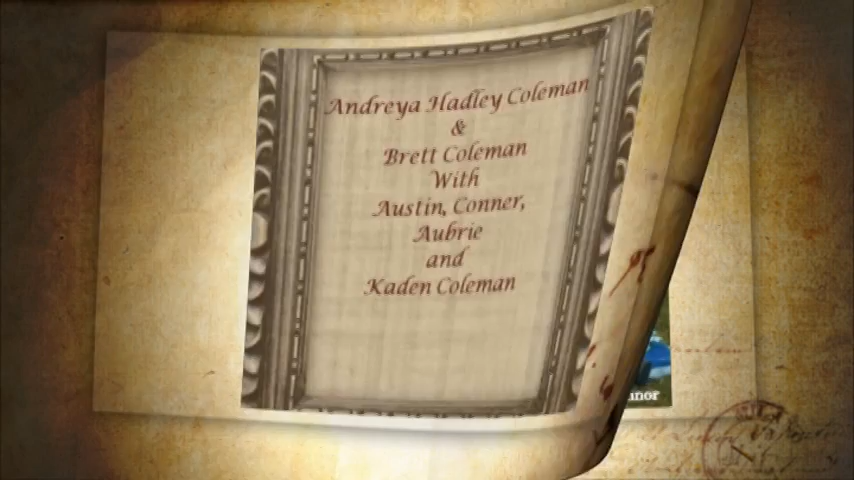 Andreya Hadley Coleman
&
Brett Coleman
With
Austin, Conner,
Aubrie
and
Kaden Coleman